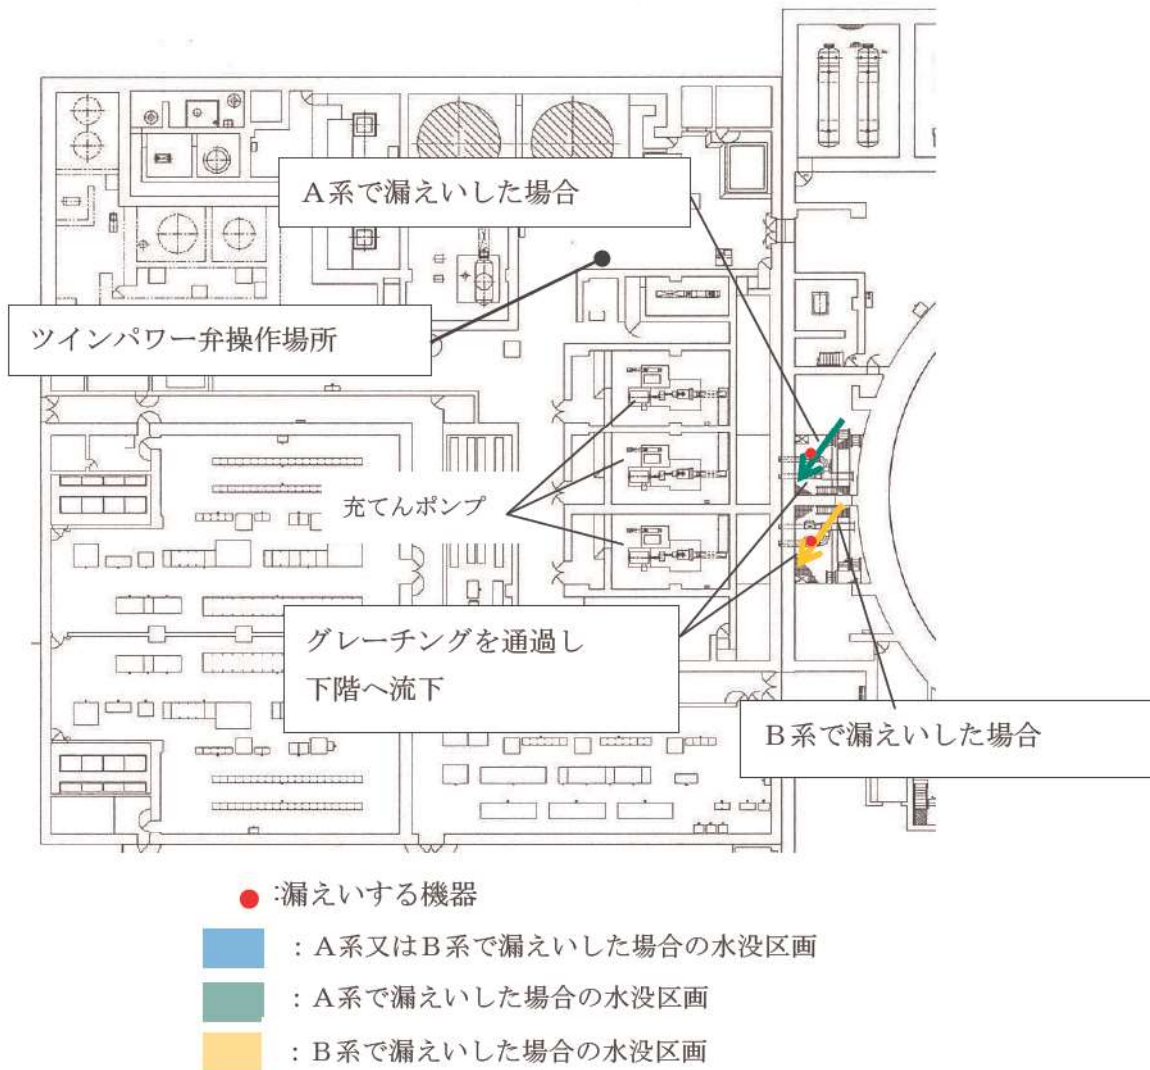 A系で漏えいした場合
ツインパワー弁操作場所
充てんポンプ
グレーチングを通過し
下階へ流下
B系で漏えいした場合
●:漏えいする機器
:A系又はB系で漏えいした場合の水没区画
:A系で漏えいした場合の水没区画
:B系で漏えいした場合の水没区画